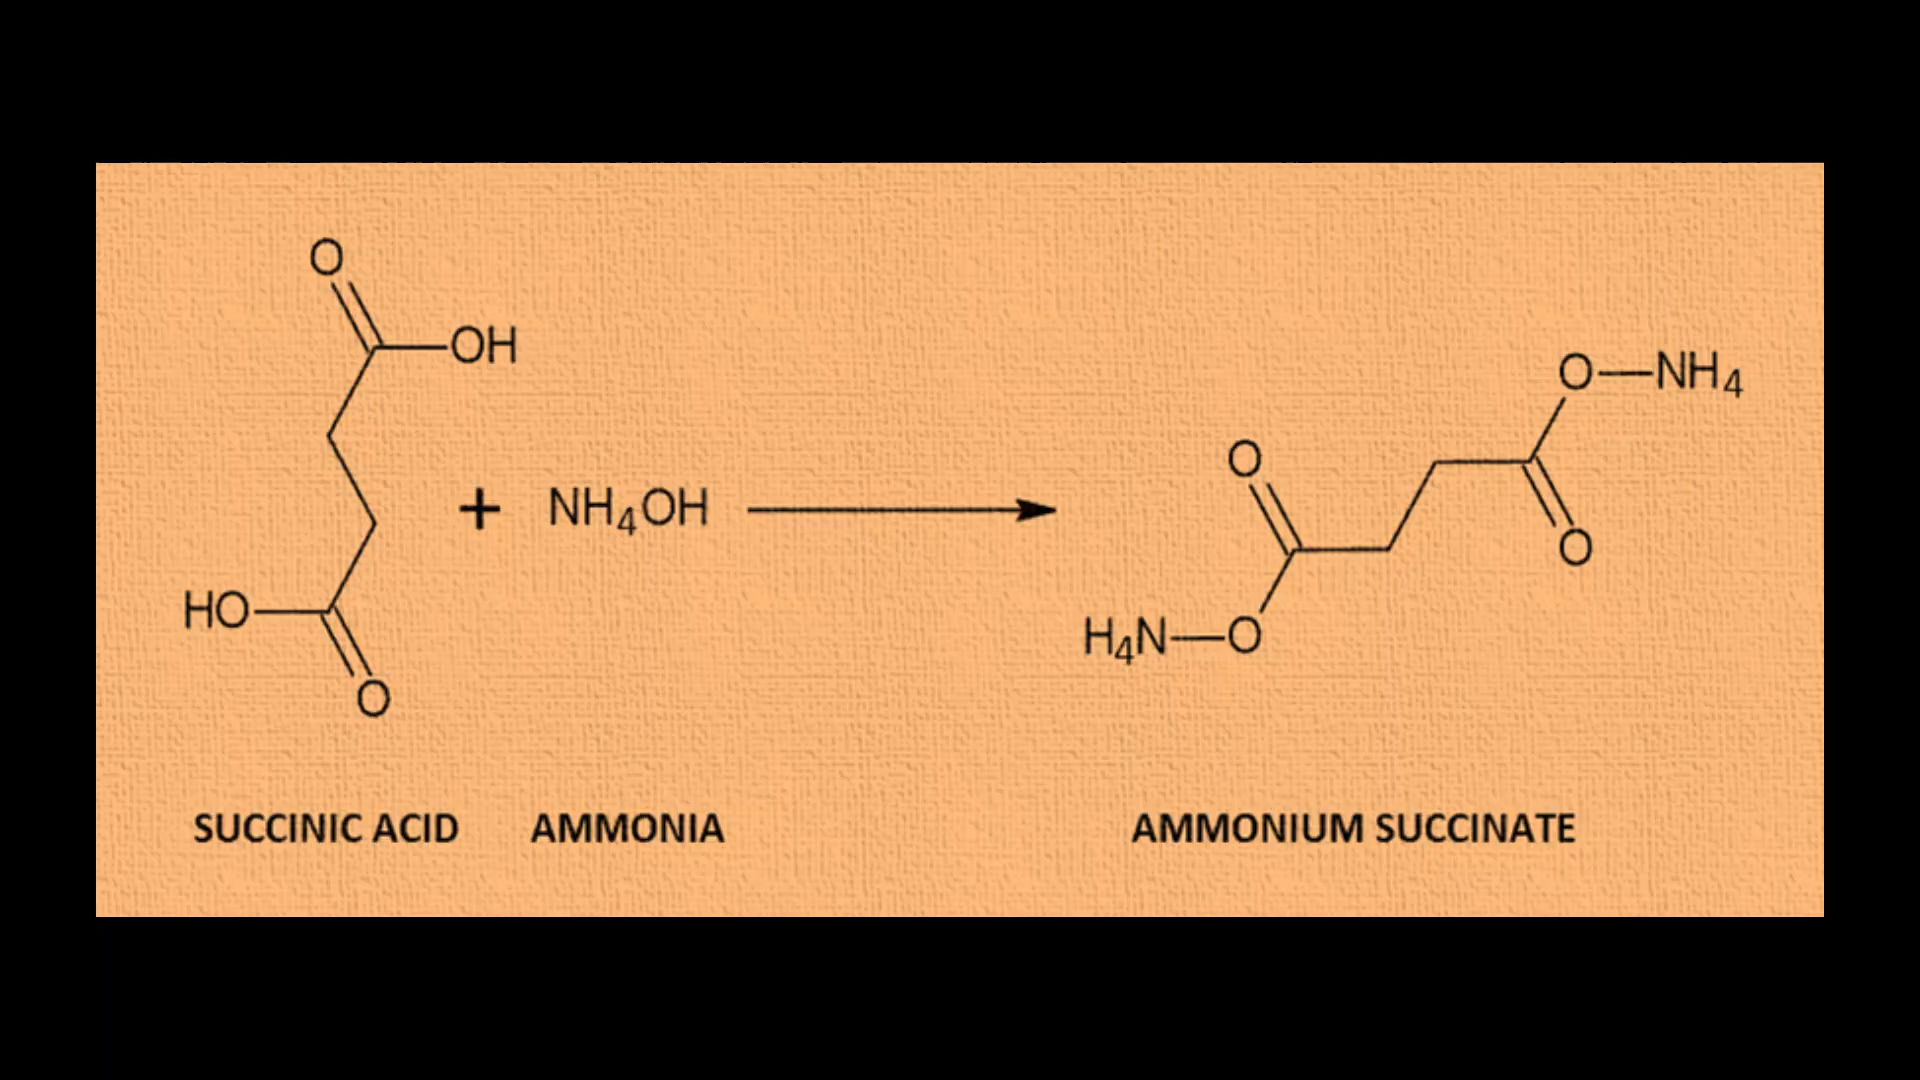 O
OH
HO
O
+ NH₄OH
O
O
NH₄
O
H₄N
O
SUCCINIC ACID
AMMONIA
AMMONIUM SUCCINATE